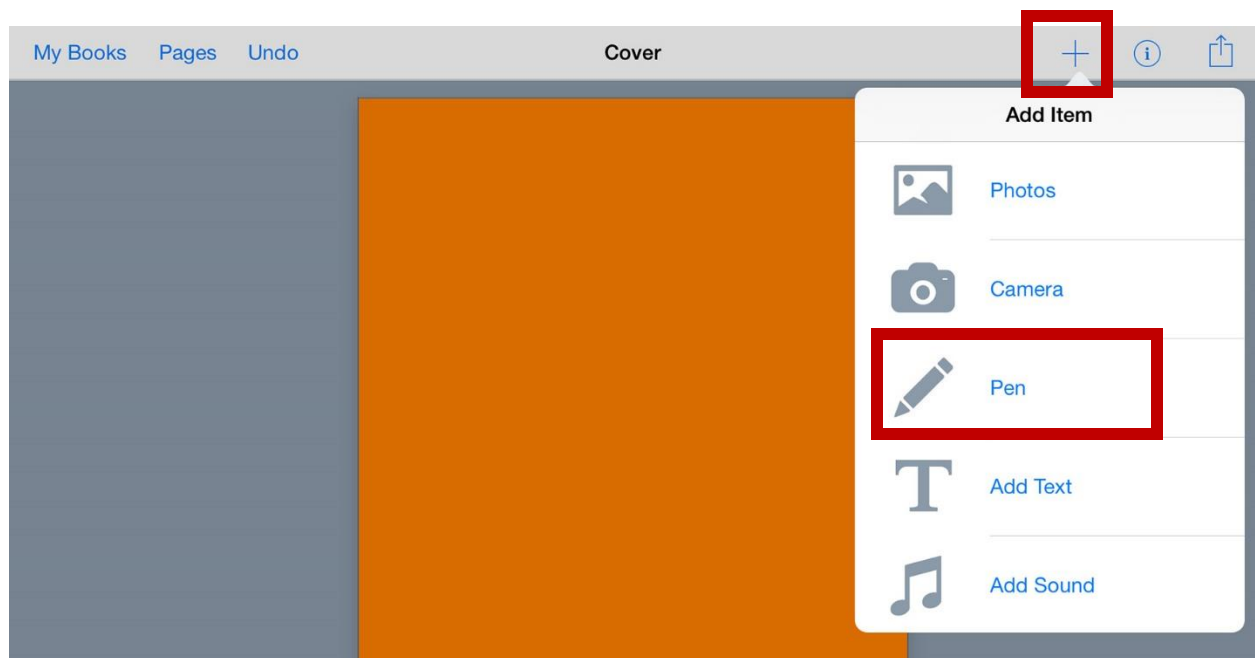 My Books Pages Undo Cover
Add Item
Photos
Camera
Pen
Add Text
Add Sound